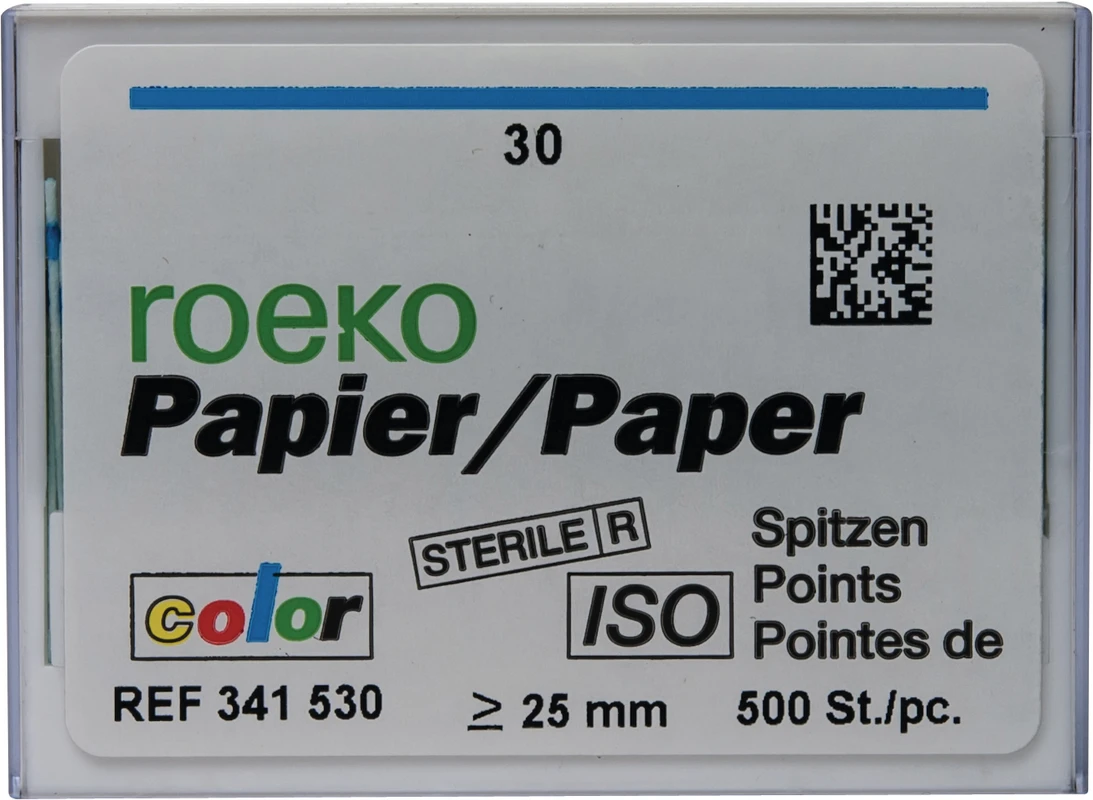 30
roeko
Papier/Paper
STERILE R
Spitzen
Points
Pointes de
color
ISO
REF 341 530
≥ 25 mm
500 St./pc.